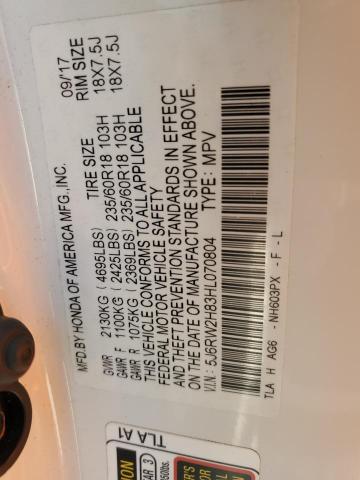 MFD.BY HONDA OF AMERICA MFG.,INC. 09/'17
TIRE SIZE RIM SIZE
GVWR 2130KG (4695LBS)
GAWR F 1100KG (2425LBS) 235/60R18 103H 18X7.5J
GAWR R 1075KG (2369LBS) 235/60R18 103H 18X7.5J
THIS VEHICLE CONFORMS TO ALL APPLICABLE
FEDERAL MOTOR VEHICLE SAFETY
AND THEFT PREVENTION STANDARDS IN EFFECT
ON THE DATE OF MANUFACTURE SHOWN ABOVE.
V.I.N: 5J6RW2H83HL070804 TYPE: MPV
TLA H AG6 - NH603PX - F - L
TLA A1